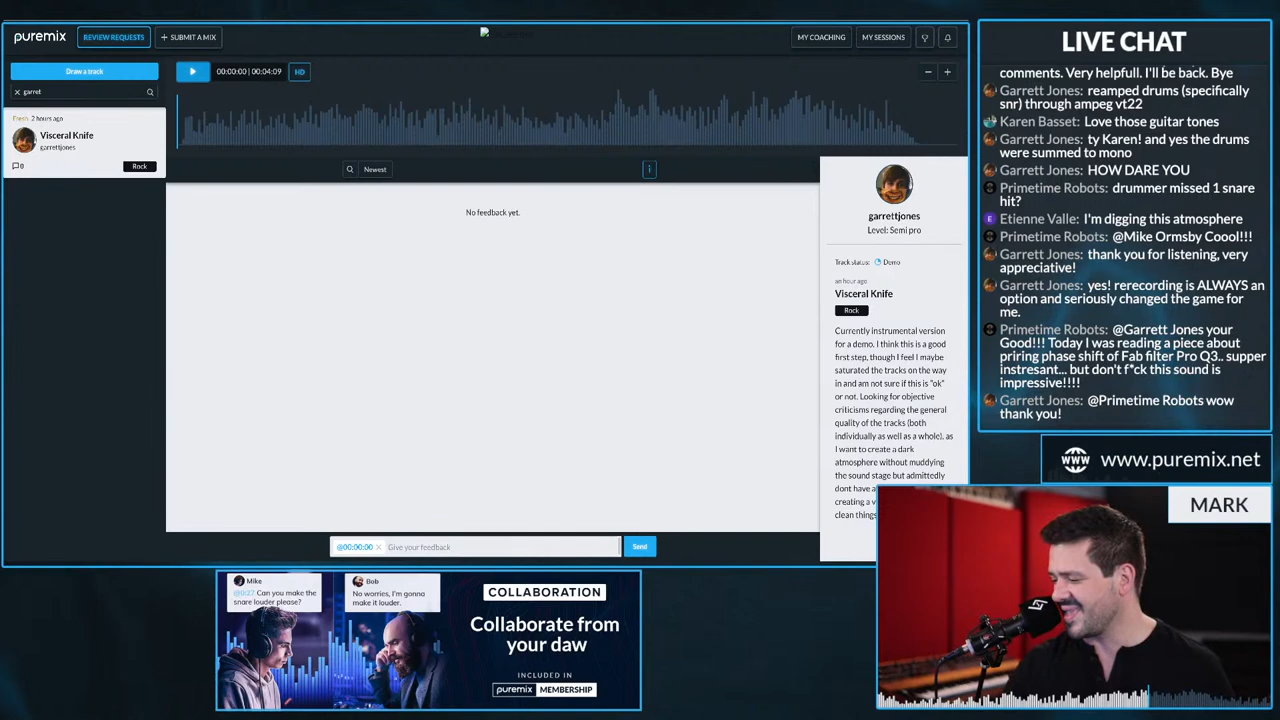 puremix
REVIEW REQUESTS
+ SUBMIT A MIX
MY COACHING
MY SESSIONS
Draw a track
× garret
00:00:00 | 00:04:09
HD
Fresh 2 hours ago
Visceral Knife
garrettjones
0
Rock
Newest
No feedback yet.
@00:00:00 ×
Give your feedback
Send
garrettjones
Level: Semi pro
Track status: Demo
an hour ago
Visceral Knife
Rock
Currently instrumental version
for a demo. I think this is a good
first step, though I feel I maybe
saturated the tracks on the way
in and am not sure if this is "ok"
or not. Looking for objective
criticisms regarding the general
quality of the tracks (both
individually as well as a whole), as
I want to create a dark
atmosphere without muddying
the sound stage but admittedly
dont have a
creating a v
clean things
LIVE CHAT
comments. Very helpfull. I'll be back. Bye
Garrett Jones: reamped drums (specifically
snr) through ampeg vt22
Karen Basset: Love those guitar tones
Garrett Jones: ty Karen! and yes the drums
were summed to mono
Garrett Jones: HOW DARE YOU
Primetime Robots: drummer missed 1 snare
hit?
E Etienne Valle: I'm digging this atmosphere
Primetime Robots: @Mike Ormsby Coool!!!
Garrett Jones: thank you for listening, very
appreciative!
Garrett Jones: yes! rerecording is ALWAYS an
option and seriously changed the game for
me.
Primetime Robots: @Garrett Jones your
Good!!! Today I was reading a piece about
priring phase shift of Fab filter Pro Q3.. supper
instresant... but don't f*ck this sound is
impressive!!!!
Garrett Jones: @Primetime Robots wow
thank you!
www www.puremix.net
MARK
Mike
@0:27 Can you make the
snare louder please?
Bob
No worries, I'm gonna
make it louder.
COLLABORATION
Collaborate from
your daw
INCLUDED IN
puremix MEMBERSHIP